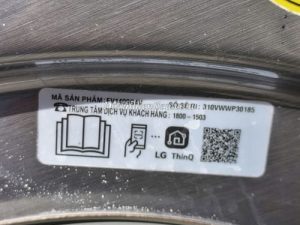 MÃ SẢN PHẨM: FV1409G4V SỐ SÊ RI: 310VWWP30185
TRUNG TÂM DỊCH VỤ KHÁCH HÀNG: 1800 - 1503
LG ThinQ